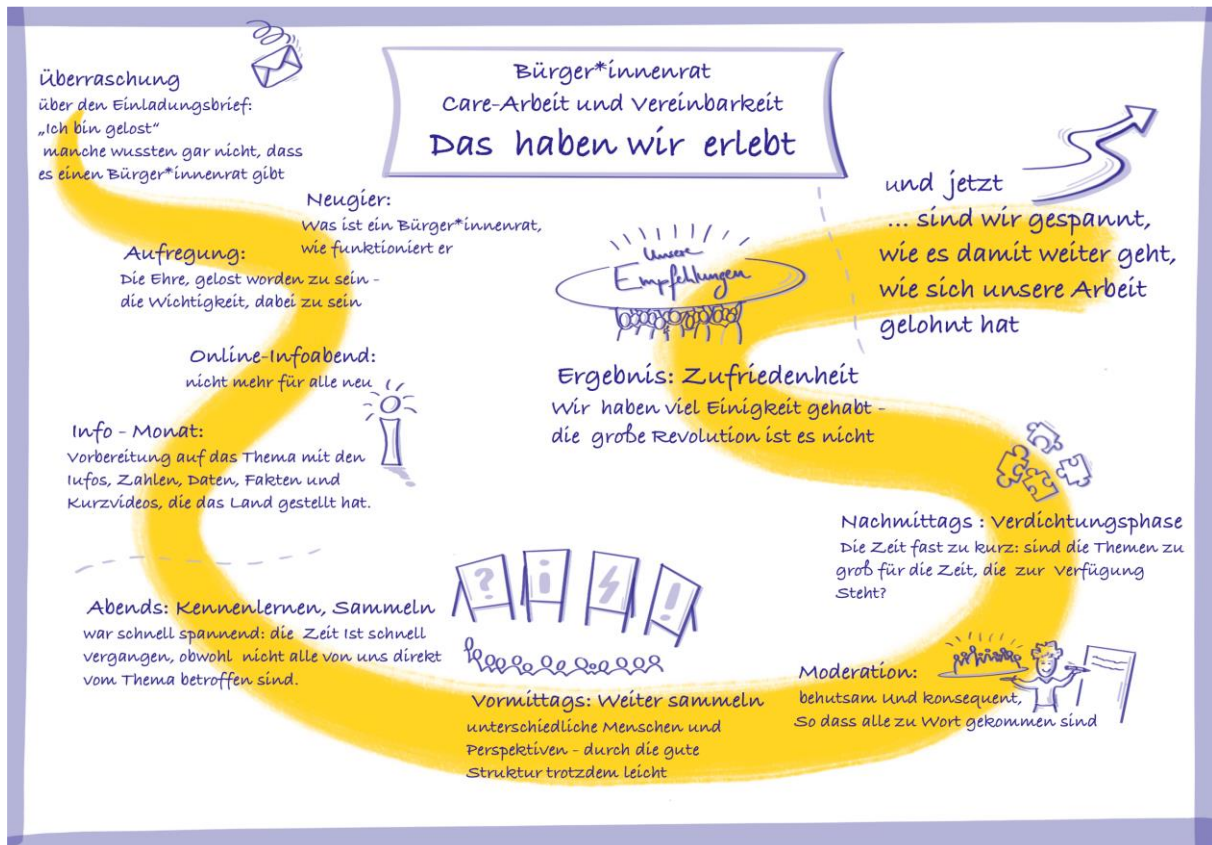 Bürger*innenrat
Care-Arbeit und Vereinbarkeit
Das haben wir erlebt
Überraschung
über den Einladungsbrief:
„Ich bin gelost“
manche wussten gar nicht, dass
es einen Bürger*innenrat gibt
Neugier:
Was ist ein Bürger*innenrat,
wie funktioniert er
Aufregung:
Die Ehre, gelost worden zu sein -
die Wichtigkeit, dabei zu sein
Online-Infoabend:
nicht mehr für alle neu
Info - Monat:
Vorbereitung auf das Thema mit den
Iufos, Zahlen, Daten, Fakten und
Kurzvideos, die das Land gestellt hat.
Abends: Kennenlernen, Sammeln
war schnell spannend: die Zeit Ist schnell
vergangen, obwohl nicht alle von uns direkt
vom Thema betroffen sind.
? i !
Vormittags: Weiter sammeln
unterschiedliche Menschen und
Perspektiven - durch die gute
Struktur trotzdem leicht
Moderation:
behutsam Und konsequent,
So dass alle zu Wort gekommen sind
Nachmittags : Verdichtungsphase
Die Zeit fast zu kurz: sind die Themen zu
groß für die Zeit, die zur Verfügung
Steht?
Unsere
Empfehlungen
Ergebnis: Zufriedenheit
Wir haben viel Einigkeit gehabt -
die große Revolution ist es nicht
und jetzt
... sind wir gespannt,
wie es damit weiter geht,
wie sich unsere Arbeit
gelohnt hat